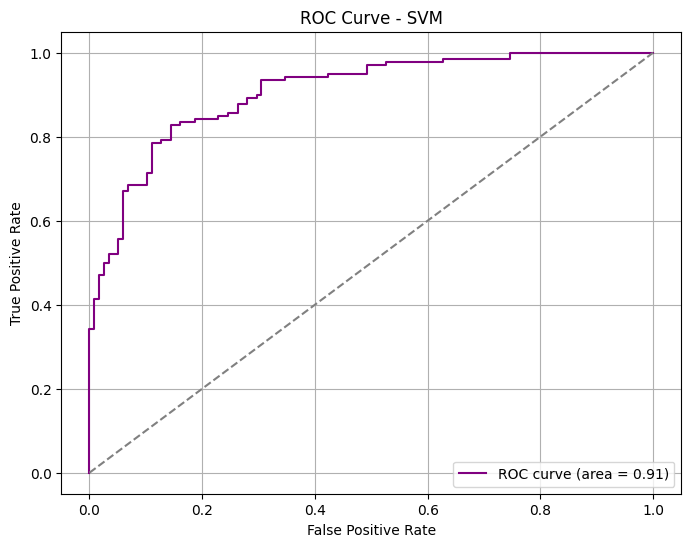 ROC Curve - SVM
True Positive Rate
1.0
0.8
0.6
0.4
0.2
0.0
ROC curve (area = 0.91)
0.0 0.2 0.4 0.6 0.8 1.0
False Positive Rate